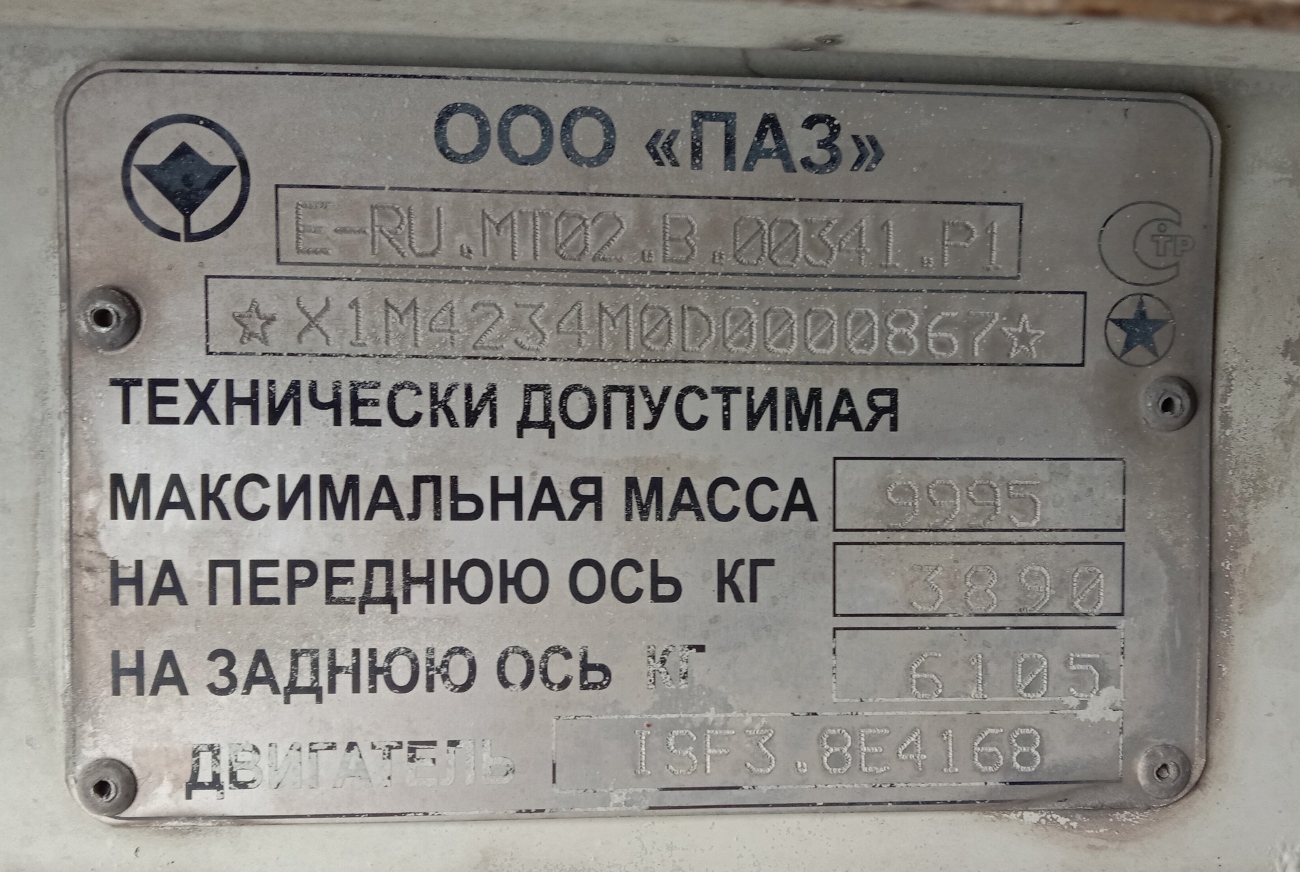 ООО «ПАЗ»
E-RU.MT02.B.00341.P1
ТР
☆X1M4234M0D0000867☆
ТЕХНИЧЕСКИ ДОПУСТИМАЯ
МАКСИМАЛЬНАЯ МАССА 9995
НА ПЕРЕДНЮЮ ОСЬ КГ 3890
НА ЗАДНЮЮ ОСЬ КГ 6105
ДВИГАТЕЛЬ ISF3.8E4168